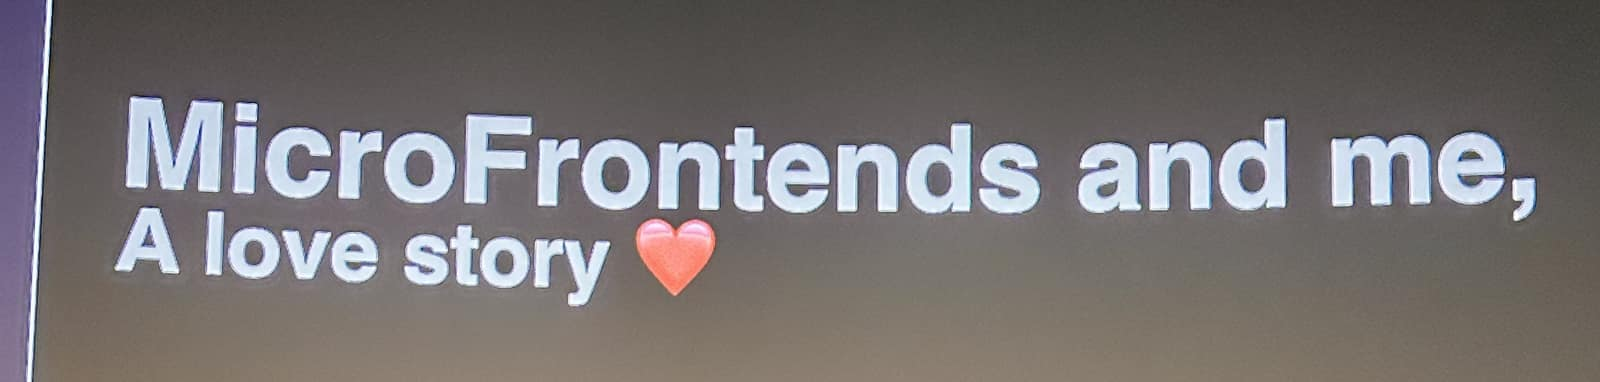 MicroFrontends and me,
A love story ❤️